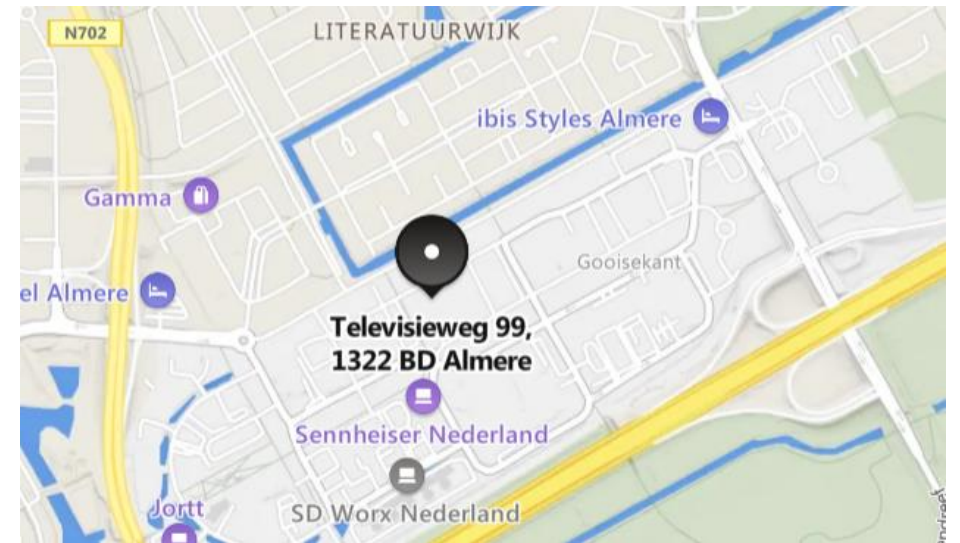 N702
LITERATUURWIJK
ibis Styles Almere
Gamma
Gooisekant
el Almere
Televisieweg 99,
1322 BD Almere
Sennheiser Nederland
Jortt
SD Worx Nederland